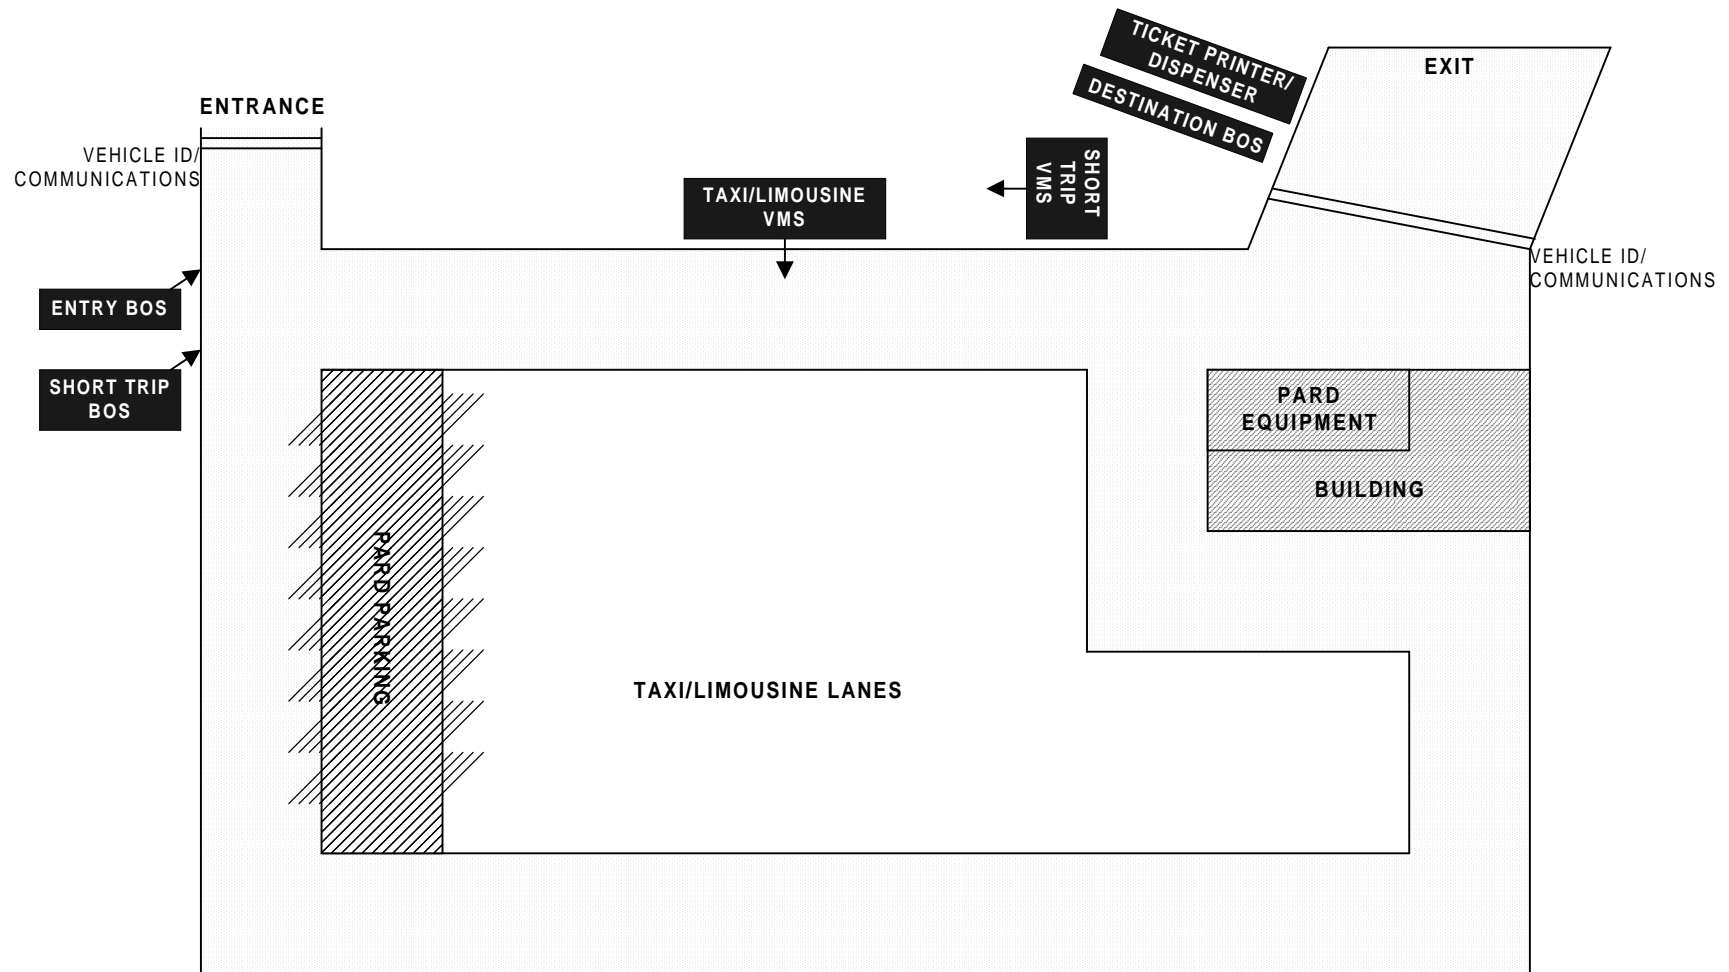 TICKET PRINTER/
DISPENSER
DESTINATION BOS
EXIT
ENTRANCE
VEHICLE ID/
COMMUNICATIONS
SHORT
TRIP
VMS
TAXI/LIMOUSINE
VMS
VEHICLE ID/
COMMUNICATIONS
ENTRY BOS
SHORT TRIP
BOS
PARD
EQUIPMENT
BUILDING
PARD PARKING
TAXI/LIMOUSINE LANES